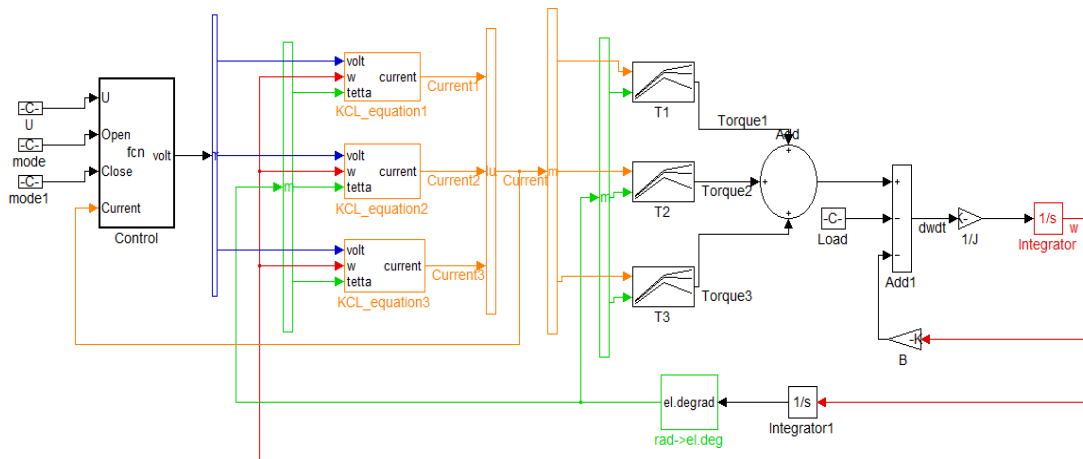 -C-
U
-C-
mode
-C-
mode1
U
Open
fcn
volt
Close
Current
Control
volt
w
current
tetta
KCL_equation1
Current1
volt
w
current
tetta
KCL_equation2
Current2
volt
w
current
tetta
KCL_equation3
Current3
m
u
Current
m
m
T1
Torque1
T2
Torque2
T3
Torque3
Add
+
+
+
-C-
Load
+
−
−
Add1
dwdt
1/J
1/s
Integrator
w
-K
B
el.degrad
rad->el.deg
1/s
Integrator1